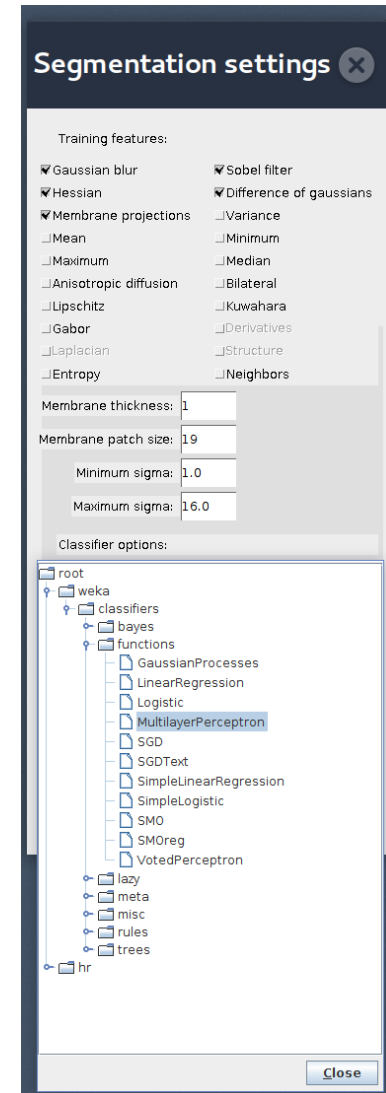 Segmentation settings
Training features:
Gaussian blur Sobel filter
Hessian Difference of gaussians
Membrane projections Variance
Mean Minimum
Maximum Median
Anisotropic diffusion Bilateral
Lipschitz Kuwahara
Gabor Derivatives
Laplacian Structure
Entropy Neighbors
Membrane thickness: 1
Membrane patch size: 19
Minimum sigma: 1.0
Maximum sigma: 16.0
Classifier options:
root
weka
classifiers
bayes
functions
GaussianProcesses
LinearRegression
Logistic
MultilayerPerceptron
SGD
SGDText
SimpleLinearRegression
SimpleLogistic
SMO
SMOreg
VotedPerceptron
lazy
meta
misc
rules
trees
hr
Close